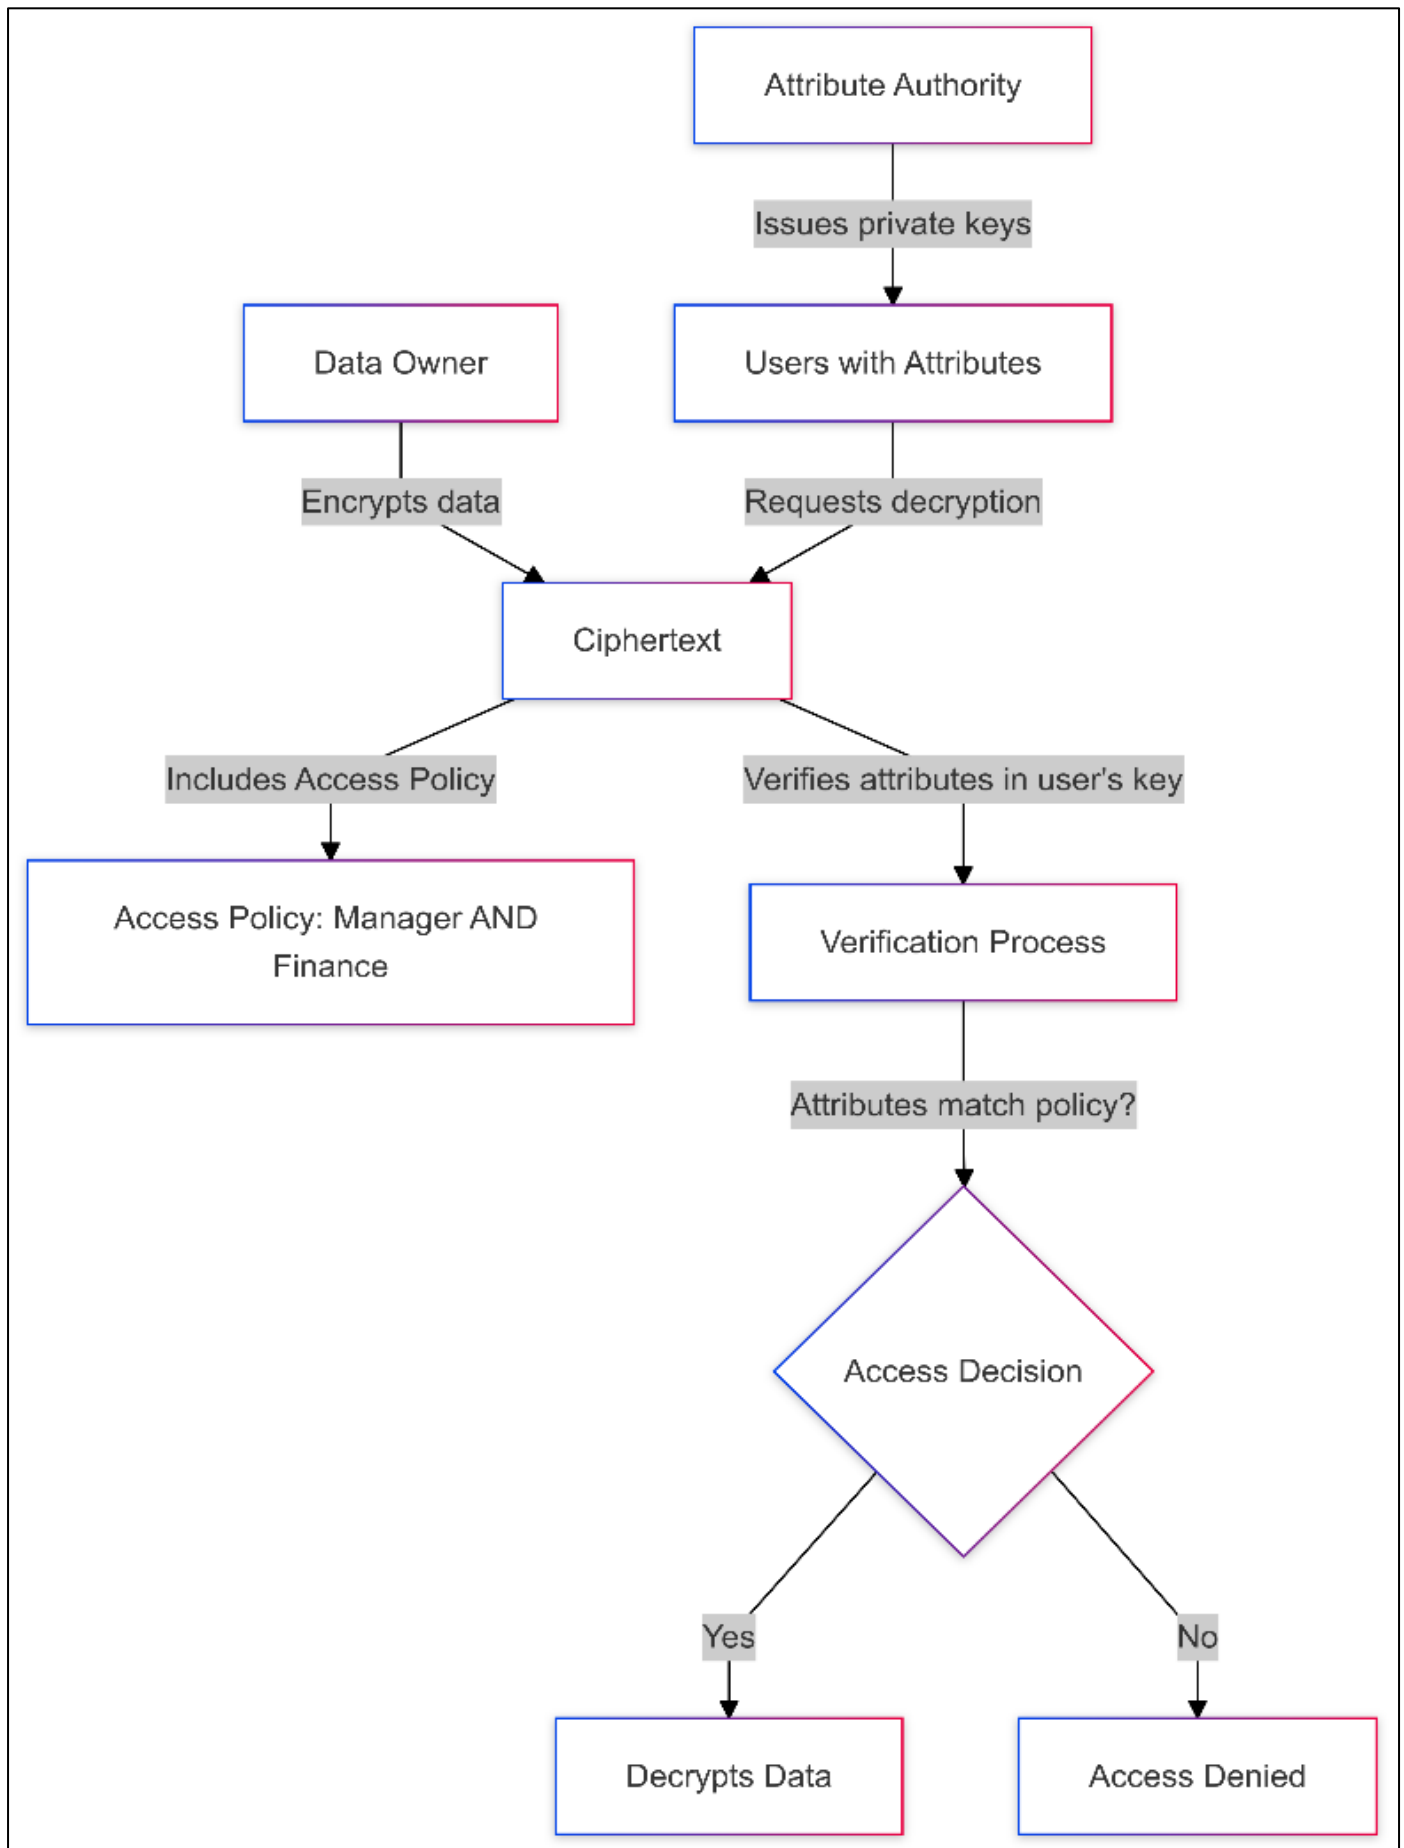 Attribute Authority
Issues private keys
Data Owner
Users with Attributes
Encrypts data
Requests decryption
Ciphertext
Includes Access Policy
Verifies attributes in user's key
Access Policy: Manager AND
Finance
Verification Process
Attributes match policy?
Access Decision
Yes
No
Decrypts Data
Access Denied